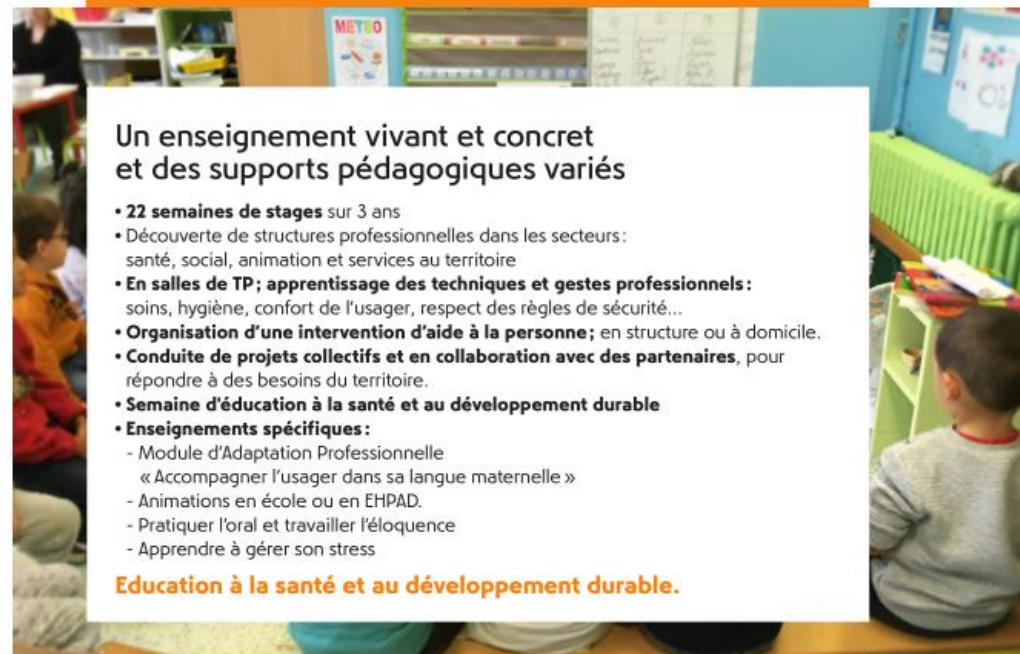 METEO
Un enseignement vivant et concret
et des supports pédagogiques variés
• 22 semaines de stages sur 3 ans
• Découverte de structures professionnelles dans les secteurs :
santé, social, animation et services au territoire
• En salles de TP ; apprentissage des techniques et gestes professionnels :
soins, hygiène, confort de l'usager, respect des règles de sécurité...
• Organisation d'une intervention d'aide à la personne ; en structure ou à domicile.
• Conduite de projets collectifs et en collaboration avec des partenaires, pour
répondre à des besoins du territoire.
• Semaine d'éducation à la santé et au développement durable
• Enseignements spécifiques :
- Module d'Adaptation Professionnelle
« Accompagner l'usager dans sa langue maternelle »
- Animations en école ou en EHPAD.
- Pratiquer l'oral et travailler l'éloquence
- Apprendre à gérer son stress
Education à la santé et au développement durable.